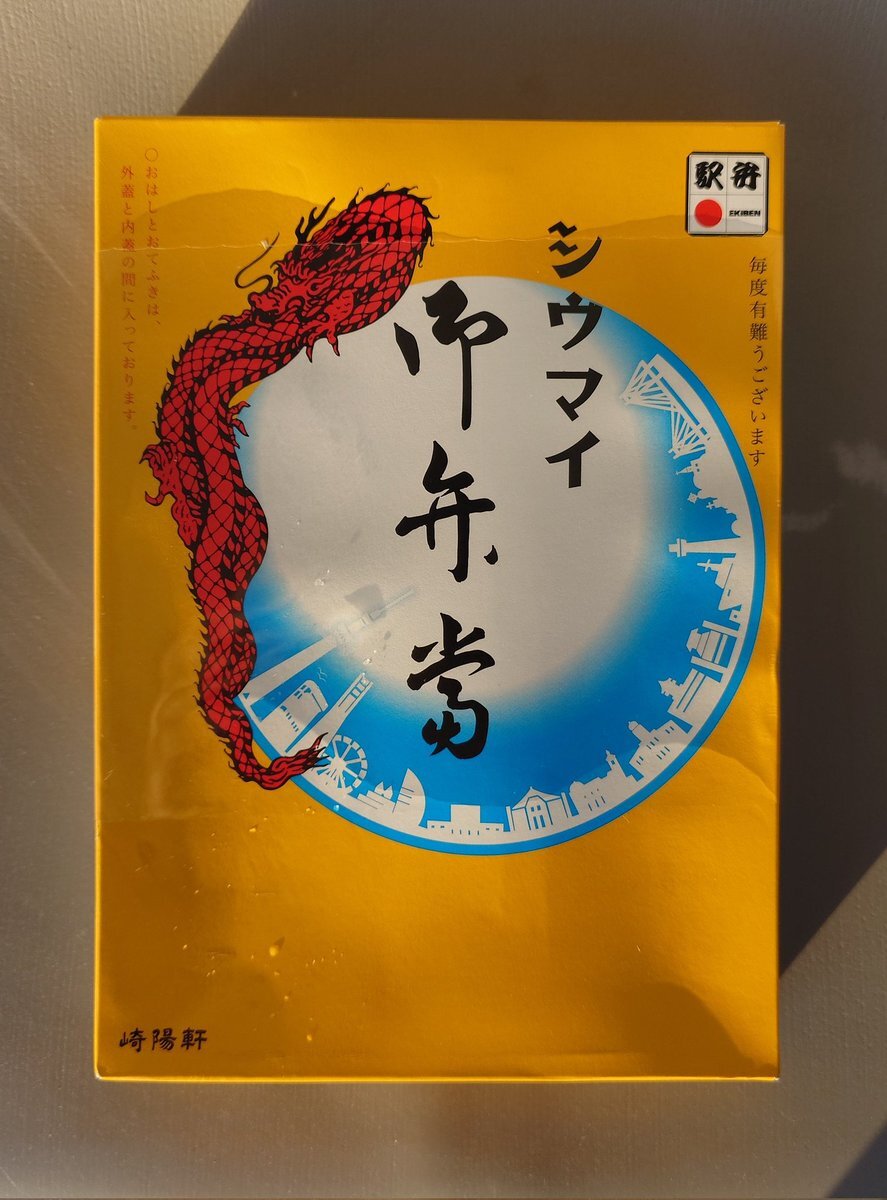 駅弁
EKIBEN
毎度有難うございます
シウマイ
御弁當
〇おはしとおてふきは、
外蓋と内蓋の間に入っております。
崎陽軒